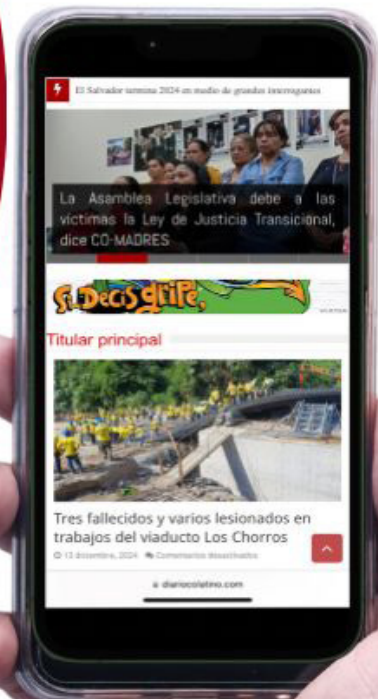 El Salvador termina 2024 en medio de grandes interrogantes
La Asamblea Legislativa debe a las
víctimas la Ley de Justicia Transicional,
dice CO-MADRES
Si Decís gripe,
Titular principal
Tres fallecidos y varios lesionados en
trabajos del viaducto Los Chorros
13 diciembre, 2024 Comentarios desactivados
diariocolatino.com